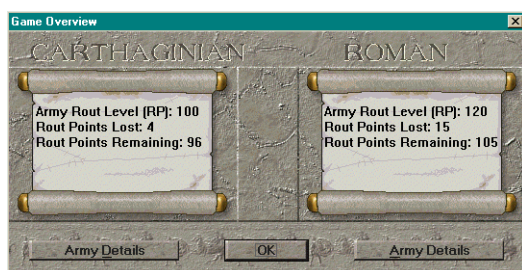 Game Overview
CARTHAGINIAN
ROMAN
Army Rout Level (RP): 100
Rout Points Lost: 4
Rout Points Remaining: 96
Army Rout Level (RP): 120
Rout Points Lost: 15
Rout Points Remaining: 105
Army Details
OK
Army Details